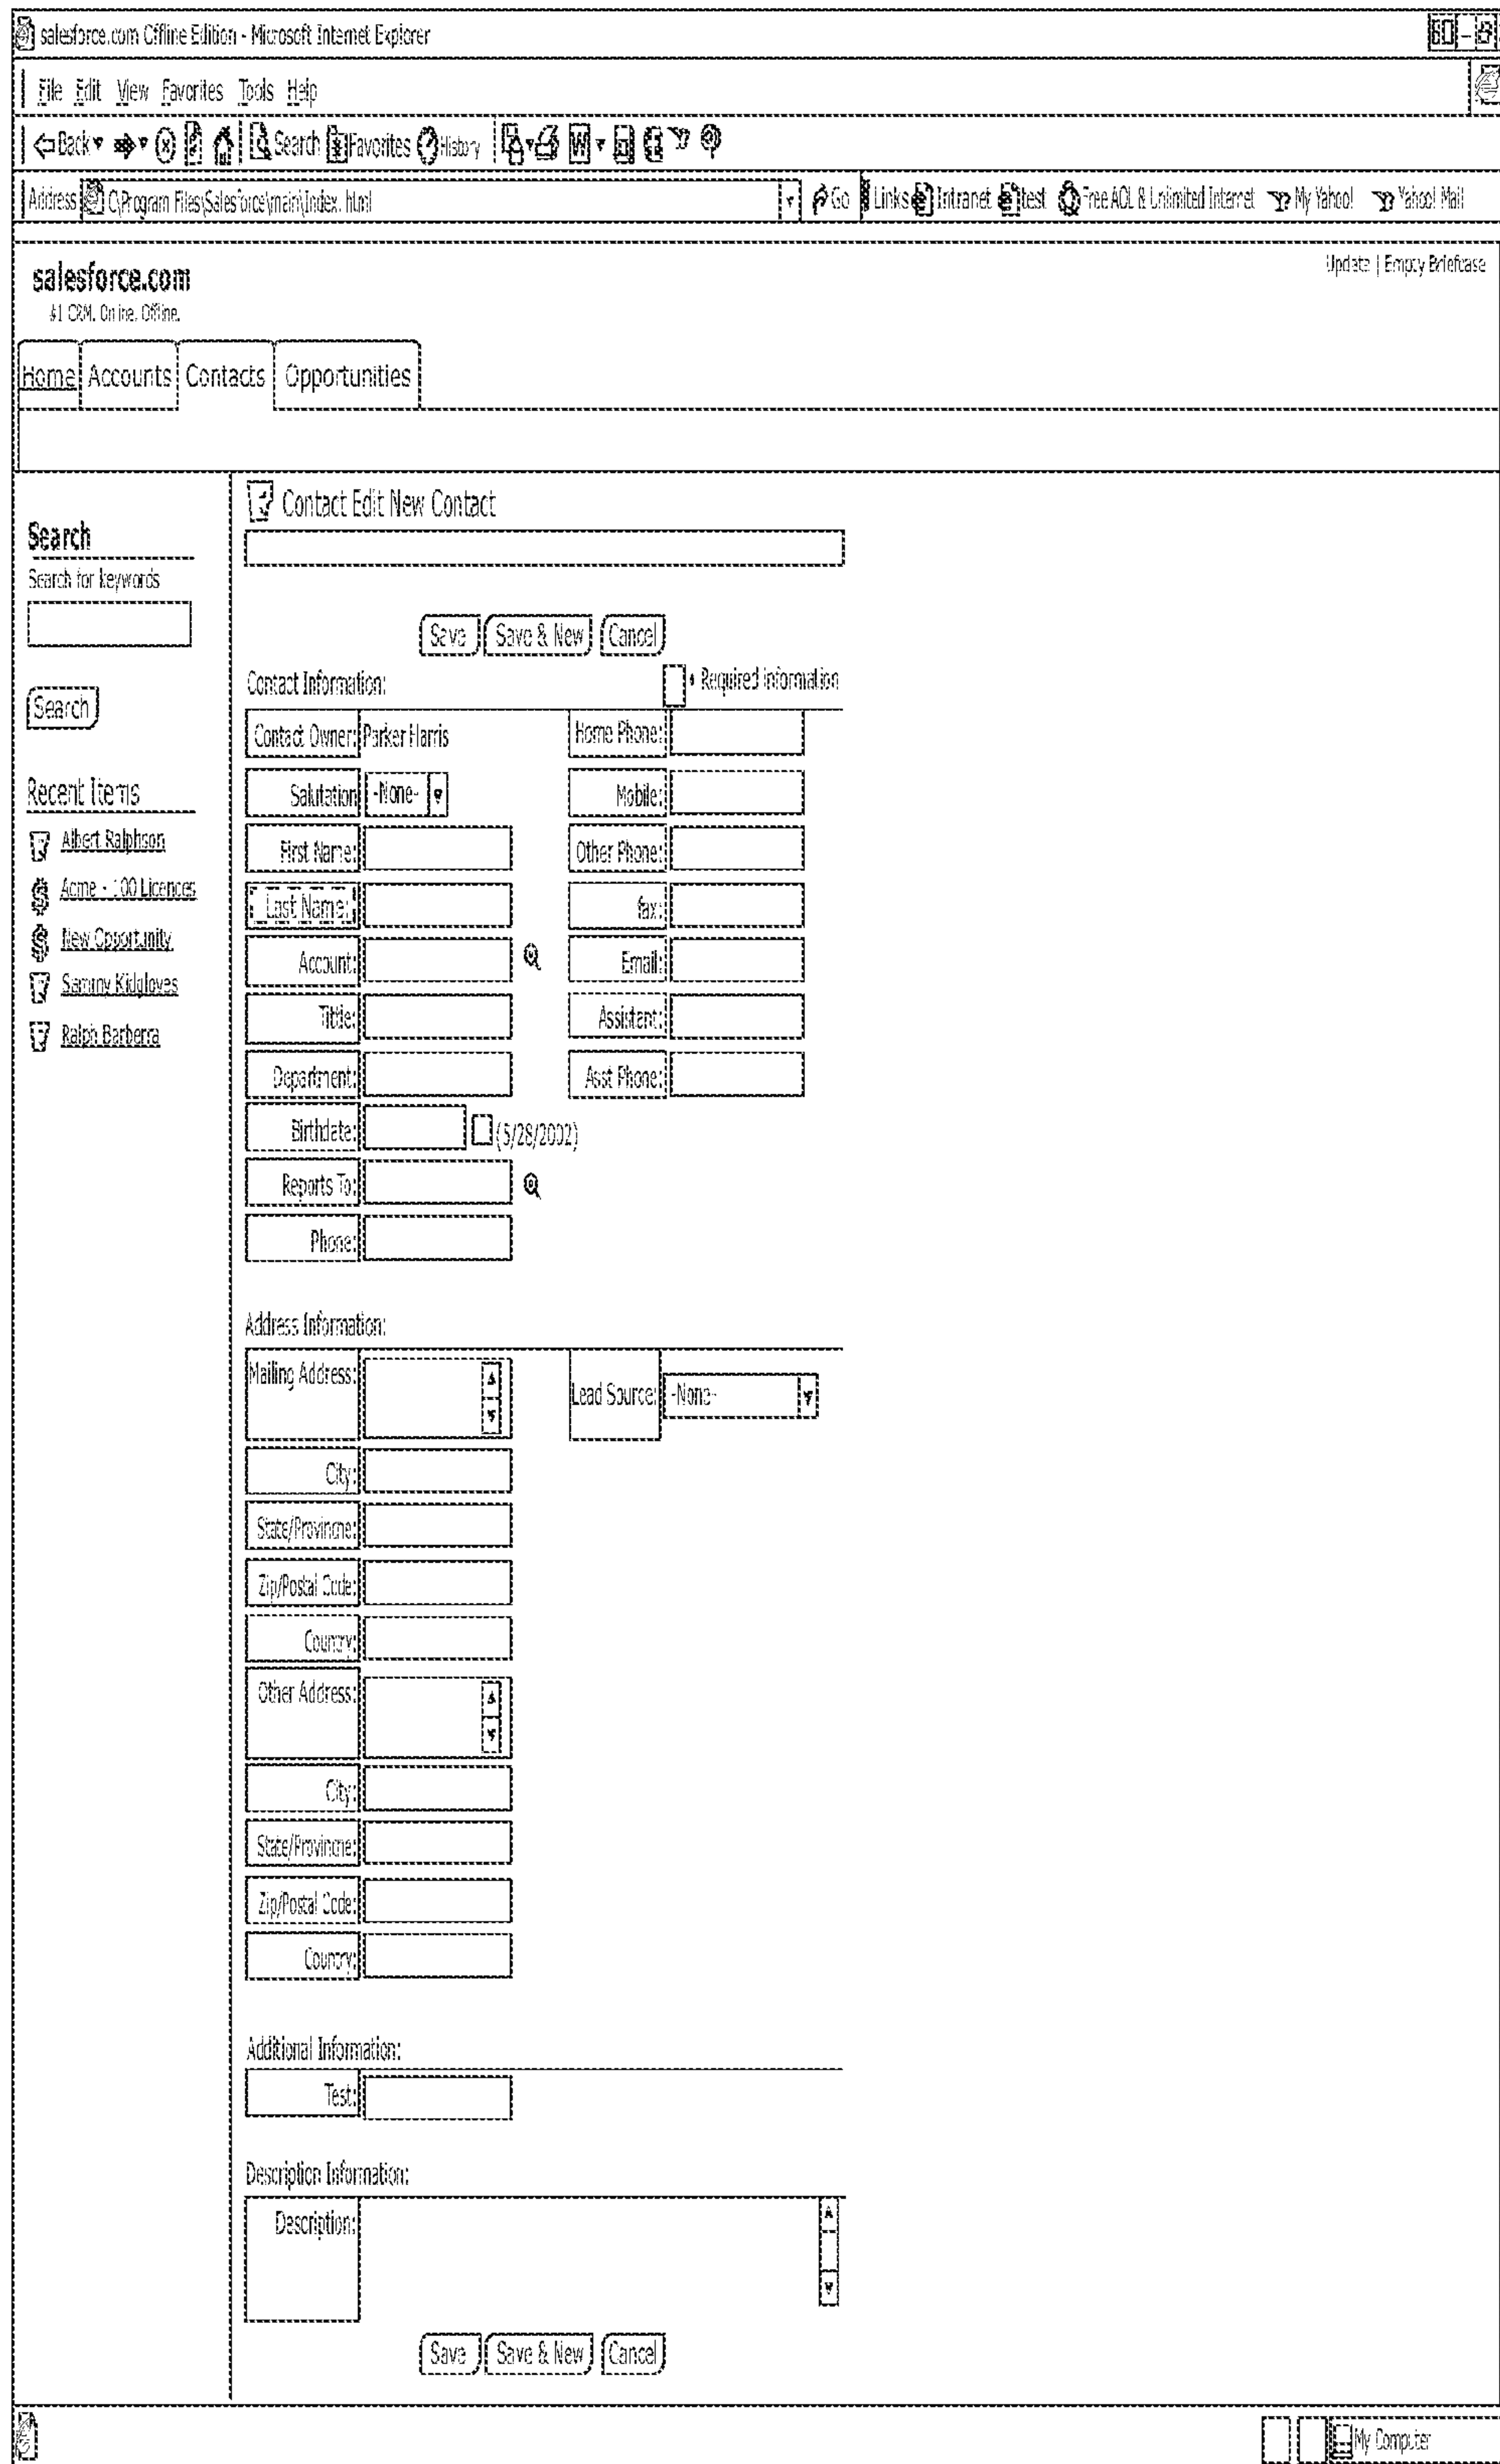 salesforce.com Offline Edition - Microsoft Internet Explorer
File Edit View Favorites Tools Help
Back Search Favorites History W
Address C\Program Files\Salesforce\main\Index. html Go Links Intranet test Free AOL & Unlimited Internet My Yahoo! Yahoo! Mail
salesforce.com
#1 CRM. Online. Offline.
Update | Empty Briefcase
Home Accounts Contacts Opportunities
Contact Edit New Contact
Search
Search for keywords
Search
Recent Items
Albert Ralphson
Acme - 100 Licences
New Opportunity
Sammy Kidgloves
Ralph Barberra
Save Save & New Cancel
Contact Information: * Required information
Contact Owner: Parker Harris Home Phone:
Salutation -None- Mobile:
First Name: Other Phone:
Last Name: fax:
Account: Email:
Tittle: Assistant:
Department: Asst Phone:
Birthdate: (5/28/2002)
Reports To:
Phone:
Address Information:
Mailing Address: Lead Source: -None-
City:
State/Provincne:
Zip/Postal Code:
Country:
Other Address:
City:
State/Provincne:
Zip/Postal Code:
Country:
Additional Information:
Test:
Description Information:
Description:
Save Save & New Cancel
My Computer